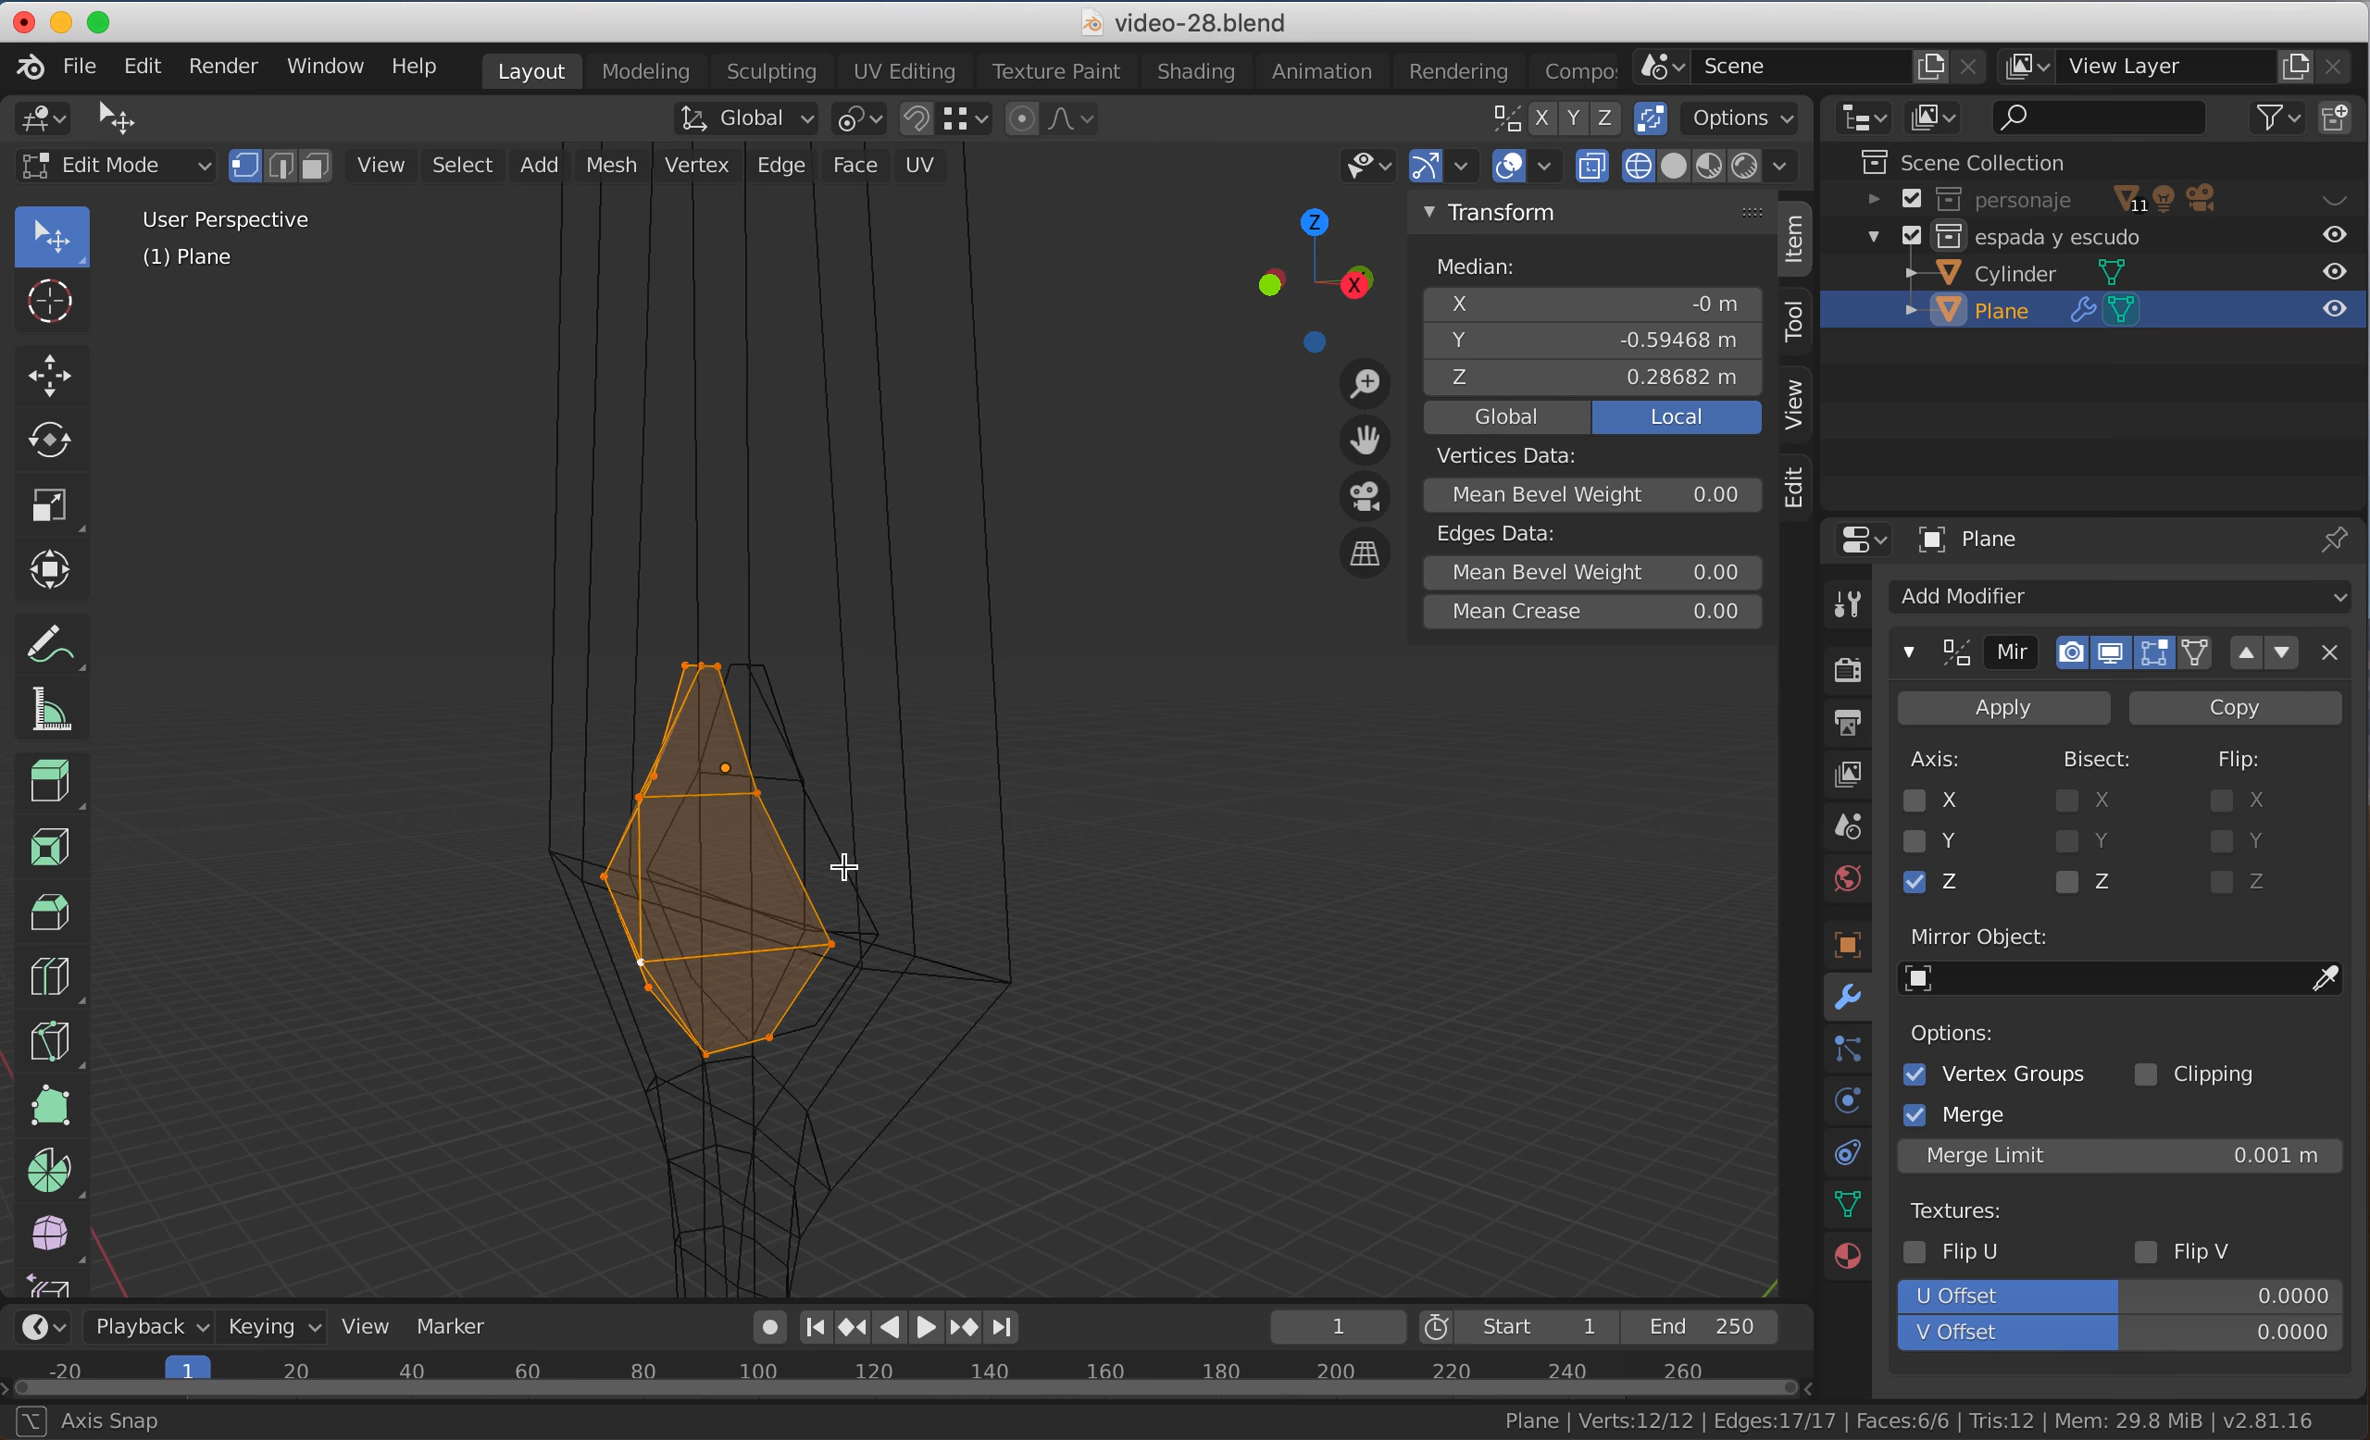 video-28.blend
File Edit Render Window Help Layout Modeling Sculpting UV Editing Texture Paint Shading Animation Rendering Compo Scene View Layer
Global X Y Z Options
Edit Mode View Select Add Mesh Vertex Edge Face UV
User Perspective
(1) Plane
Z
X
Transform
Median:
X -0 m
Y -0.59468 m
Z 0.28682 m
Global Local
Vertices Data:
Mean Bevel Weight 0.00
Edges Data:
Mean Bevel Weight 0.00
Mean Crease 0.00
Item
Tool
View
Edit
Scene Collection
personaje 11
espada y escudo
Cylinder
Plane
Plane
Add Modifier
Mir
Apply Copy
Axis: Bisect: Flip:
X X X
Y Y Y
Z Z Z
Mirror Object:
Options:
Vertex Groups Clipping
Merge
Merge Limit 0.001 m
Textures:
Flip U Flip V
U Offset 0.0000
V Offset 0.0000
Playback Keying View Marker 1 Start 1 End 250
-20 1 20 40 60 80 100 120 140 160 180 200 220 240 260
Axis Snap
Plane | Verts:12/12 | Edges:17/17 | Faces:6/6 | Tris:12 | Mem: 29.8 MiB | v2.81.16